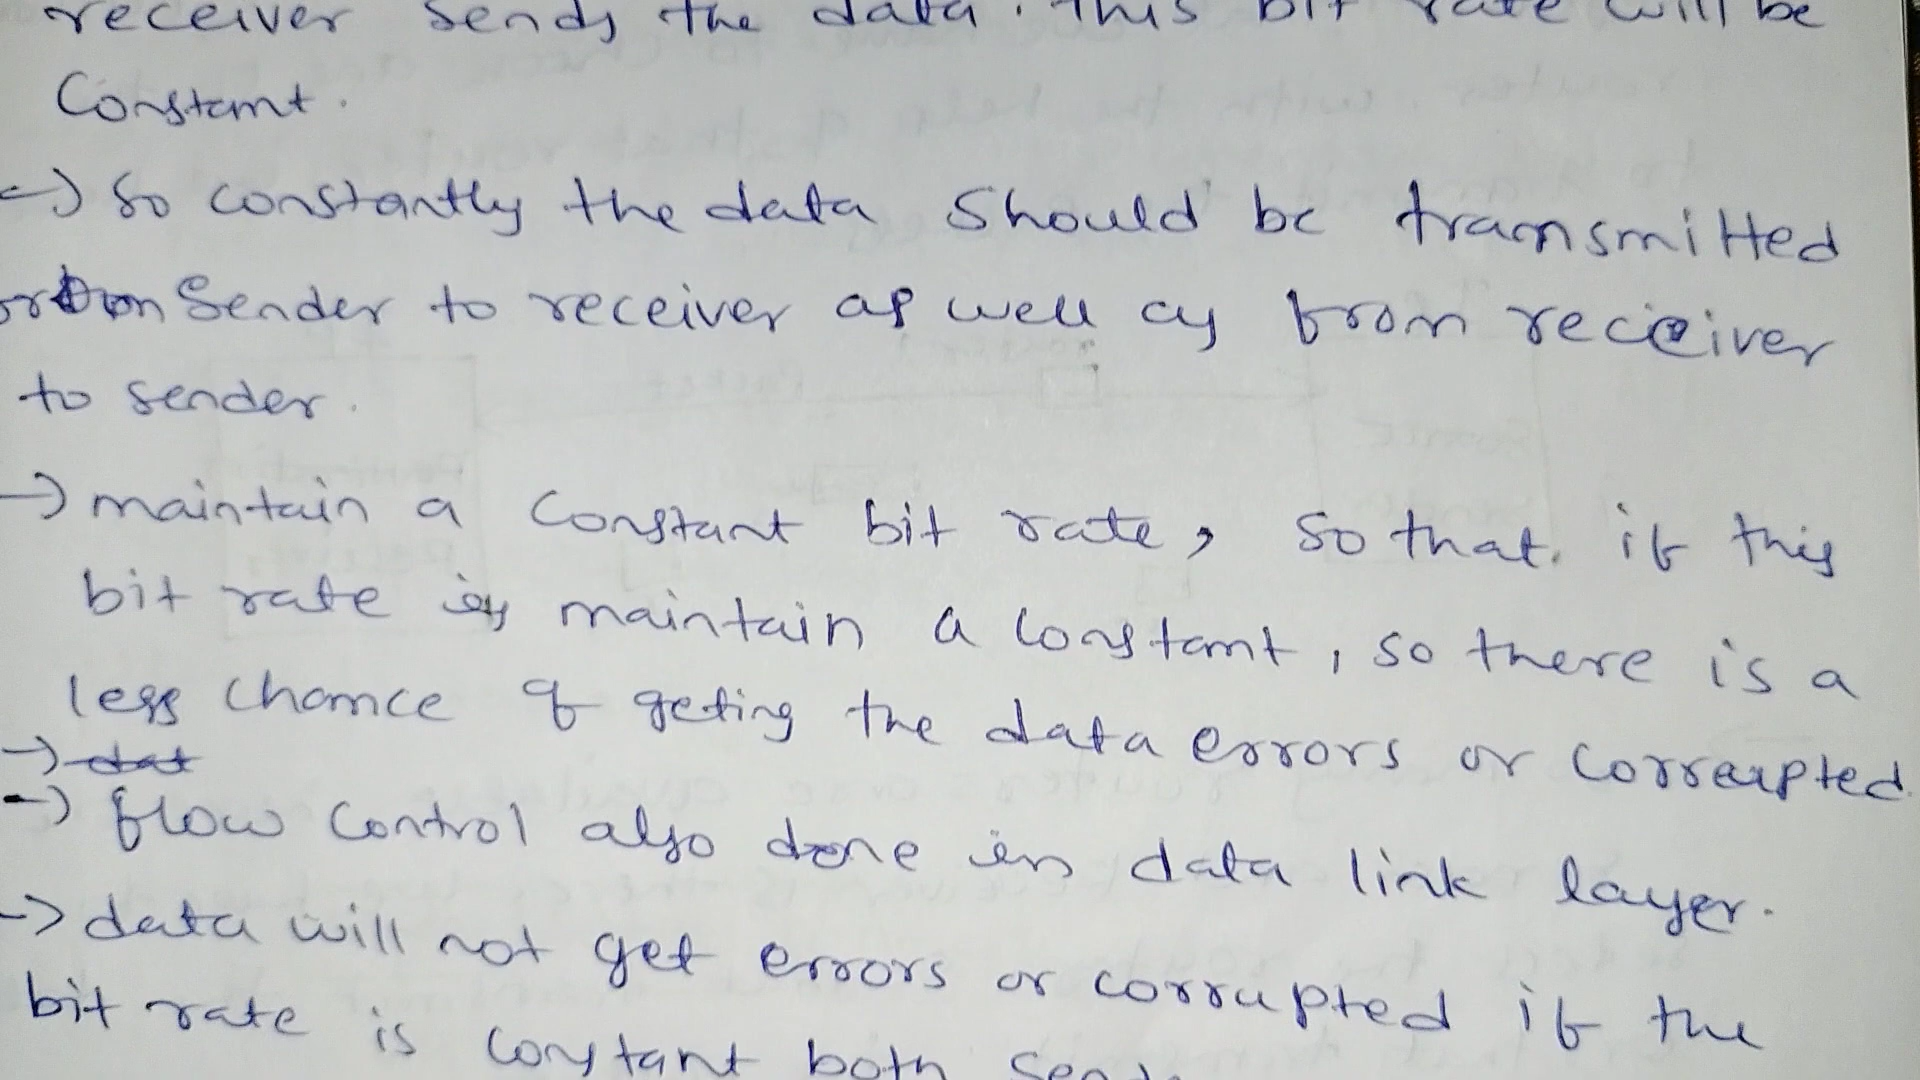 receiver sends the data. This bit rate will be
Constant.
→ So constantly the data should be transmitted
Sender to receiver as well as from receiver
to sender.
→ maintain a Constant bit rate, so that. if this
bit rate is maintain a constant, so there is a
less chance of geting the data errors or corrupted.
→ dat
→ flow control also done in data link layer.
→ data will not get errors or corrupted if the
bit rate is constant both